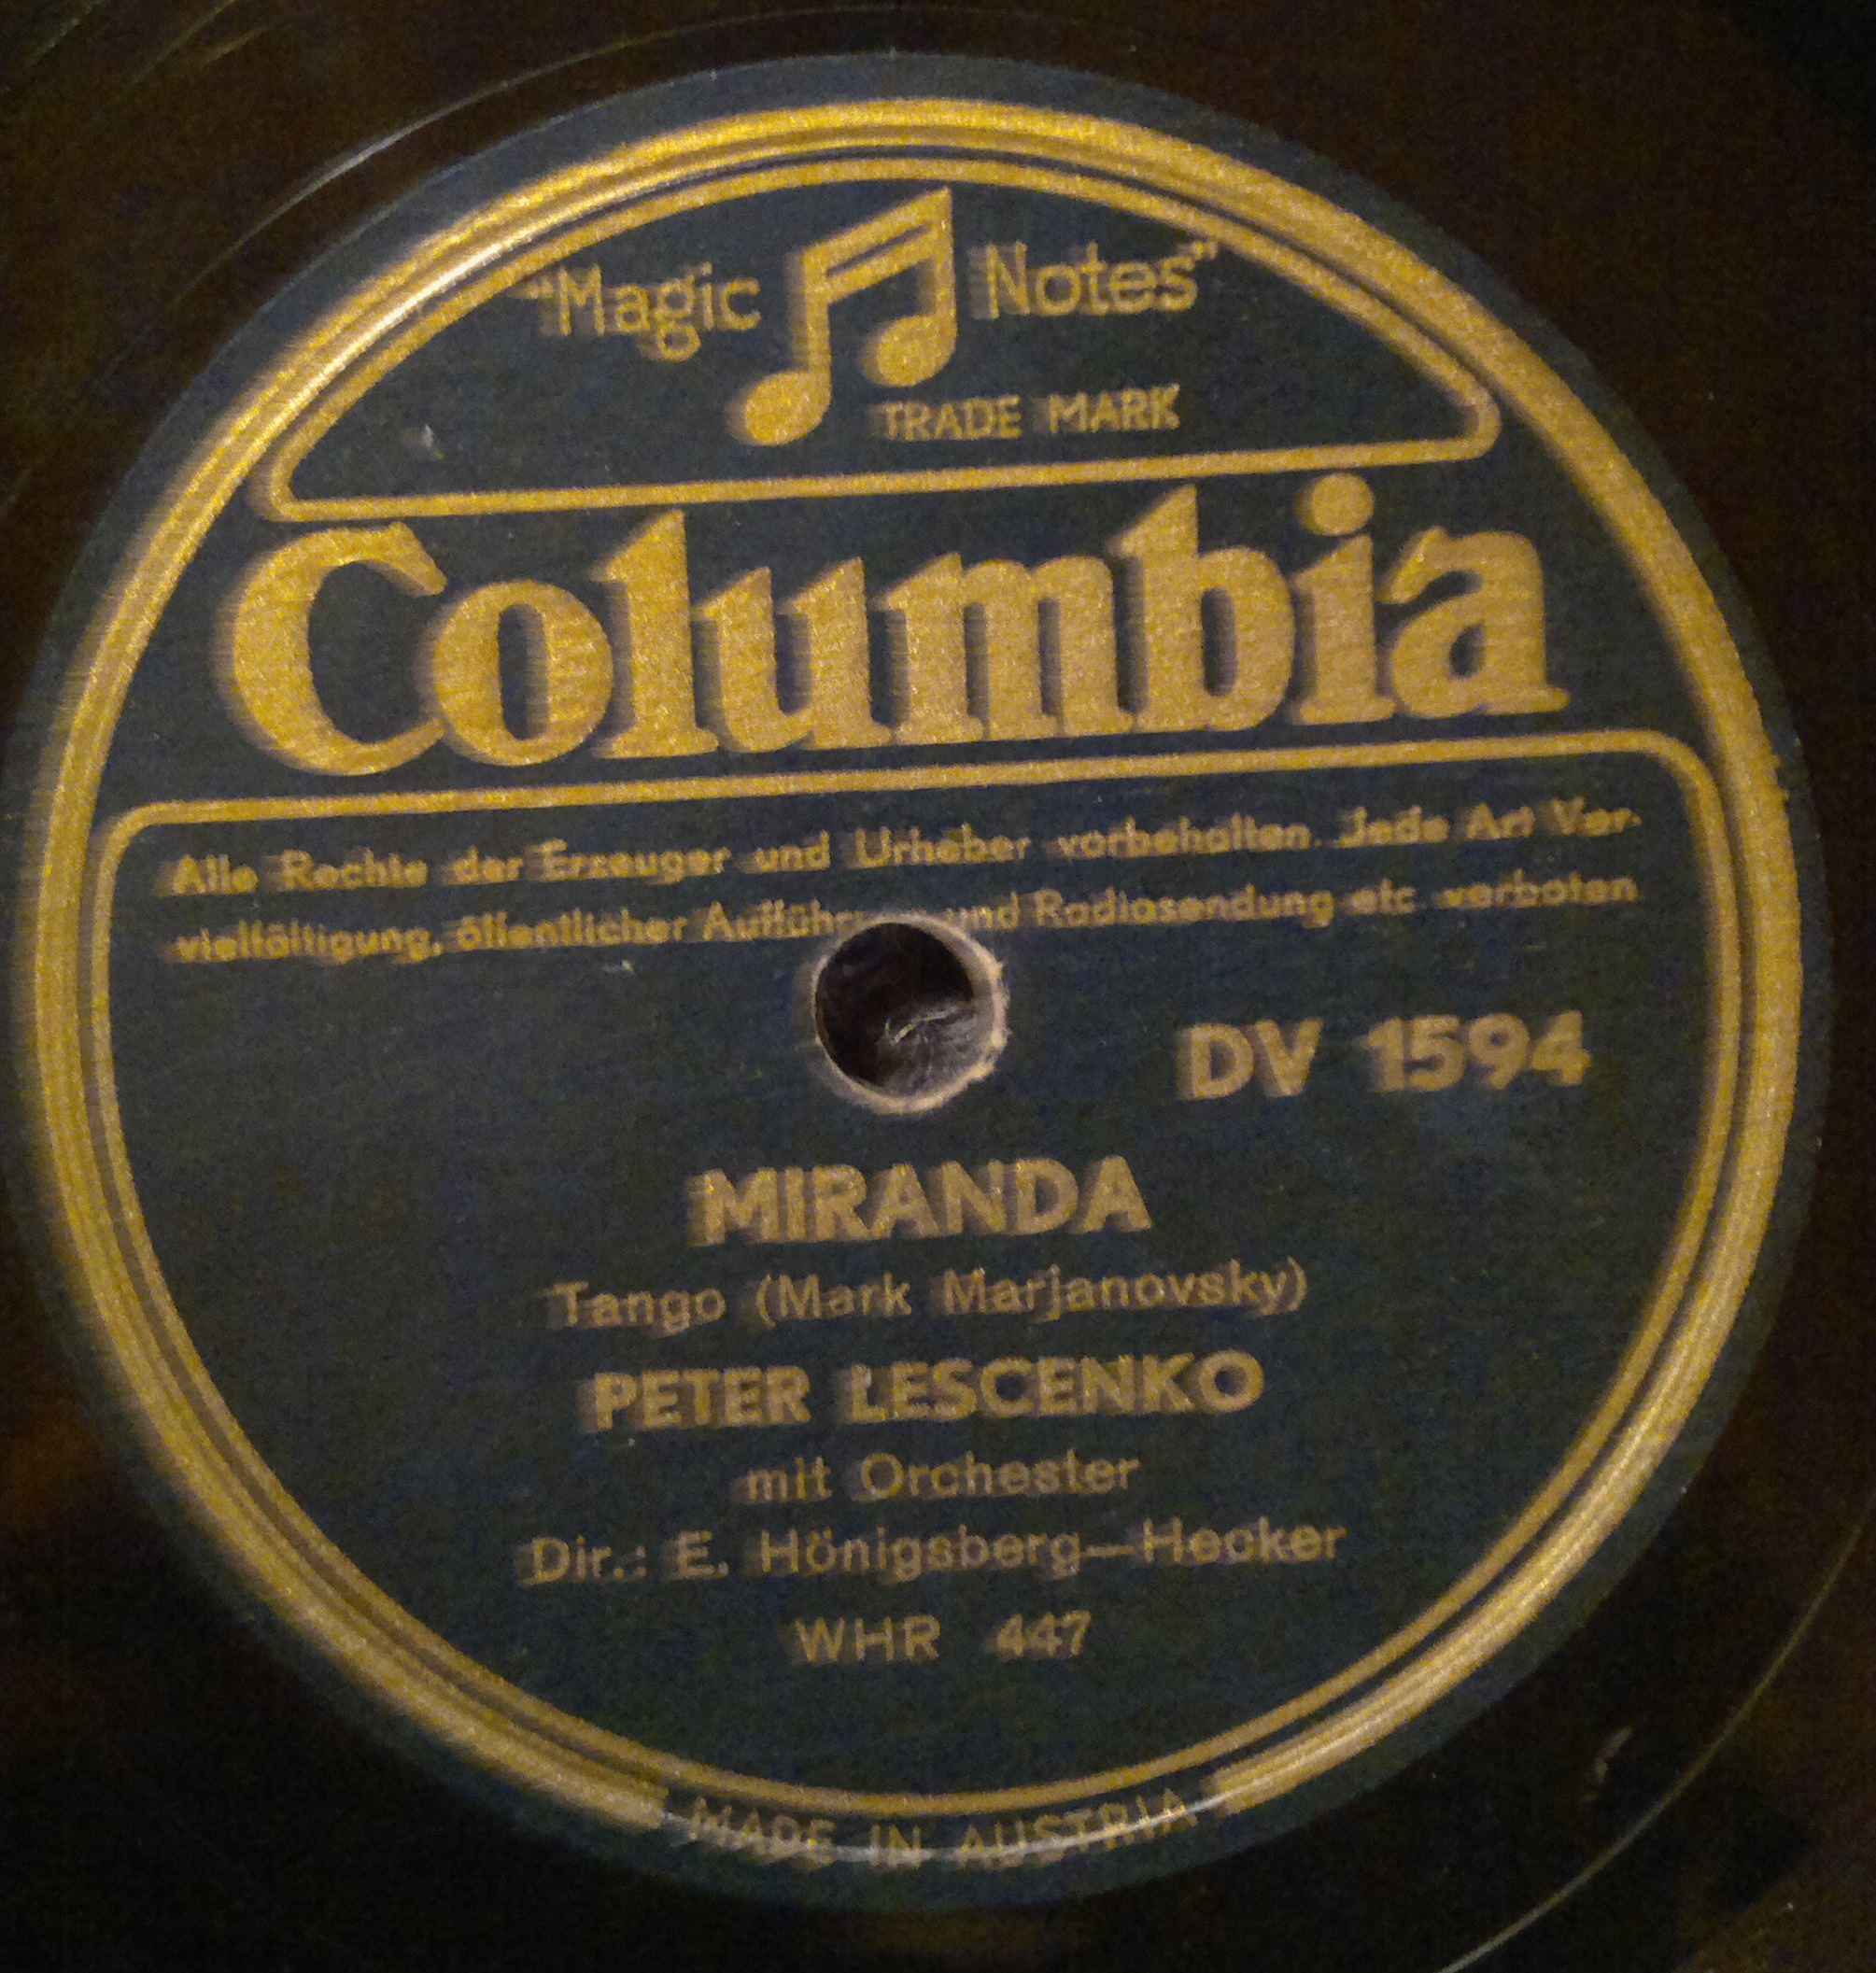 "Magic Notes"
TRADE MARK
Columbia
Alle Rechte der Erzeuger und Urheber vorbehalten. Jede Art Ver-
vielfältigung, öffentlicher Aufführ und Radiosendung etc. verboten
DV 1594
MIRANDA
Tango (Mark Marjanovsky)
PETER LESCENKO
mit Orchester
Dir.: E. Hönigsberg—Hecker
WHR 447
MADE IN AUSTRIA